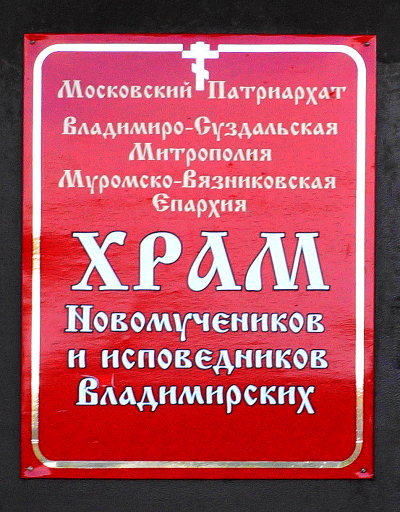 Московский Патриархат
Владимиро-Суздальская
Митрополия
Муромско-Вязниковская
Епархия
ХРАМ
Новомучеников
и исповедников
Владимирских